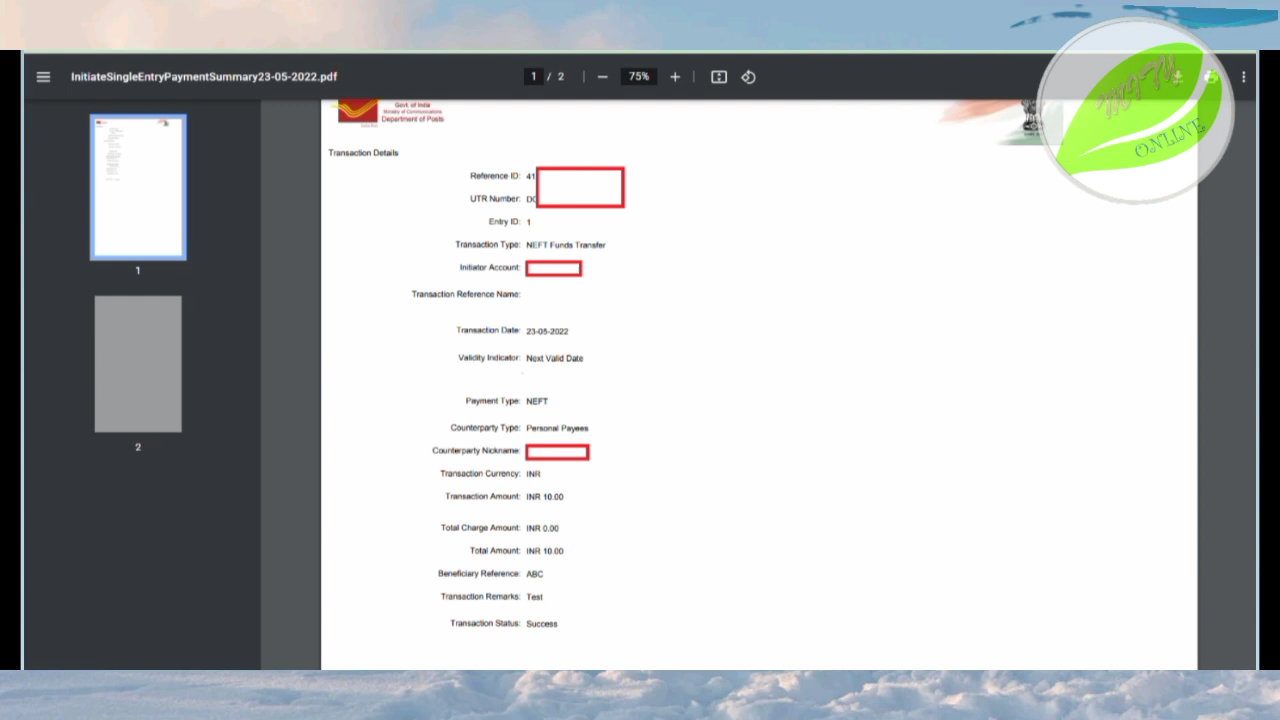 InitiateSingleEntryPaymentSummary23-05-2022.pdf
1 / 2
75%
Govt. of India
Ministry of Communications
Department of Posts
ONLINE
Transaction Details
Reference ID: 41
UTR Number: DC
Entry ID: 1
Transaction Type: NEFT Funds Transfer
Initiator Account:
Transaction Reference Name:
Transaction Date: 23-05-2022
Validity Indicator: Next Valid Date
Payment Type: NEFT
Counterparty Type: Personal Payees
Counterparty Nickname:
Transaction Currency: INR
Transaction Amount: INR 10.00
Total Charge Amount: INR 0.00
Total Amount: INR 10.00
Beneficiary Reference: ABC
Transaction Remarks: Test
Transaction Status: Success
1
2